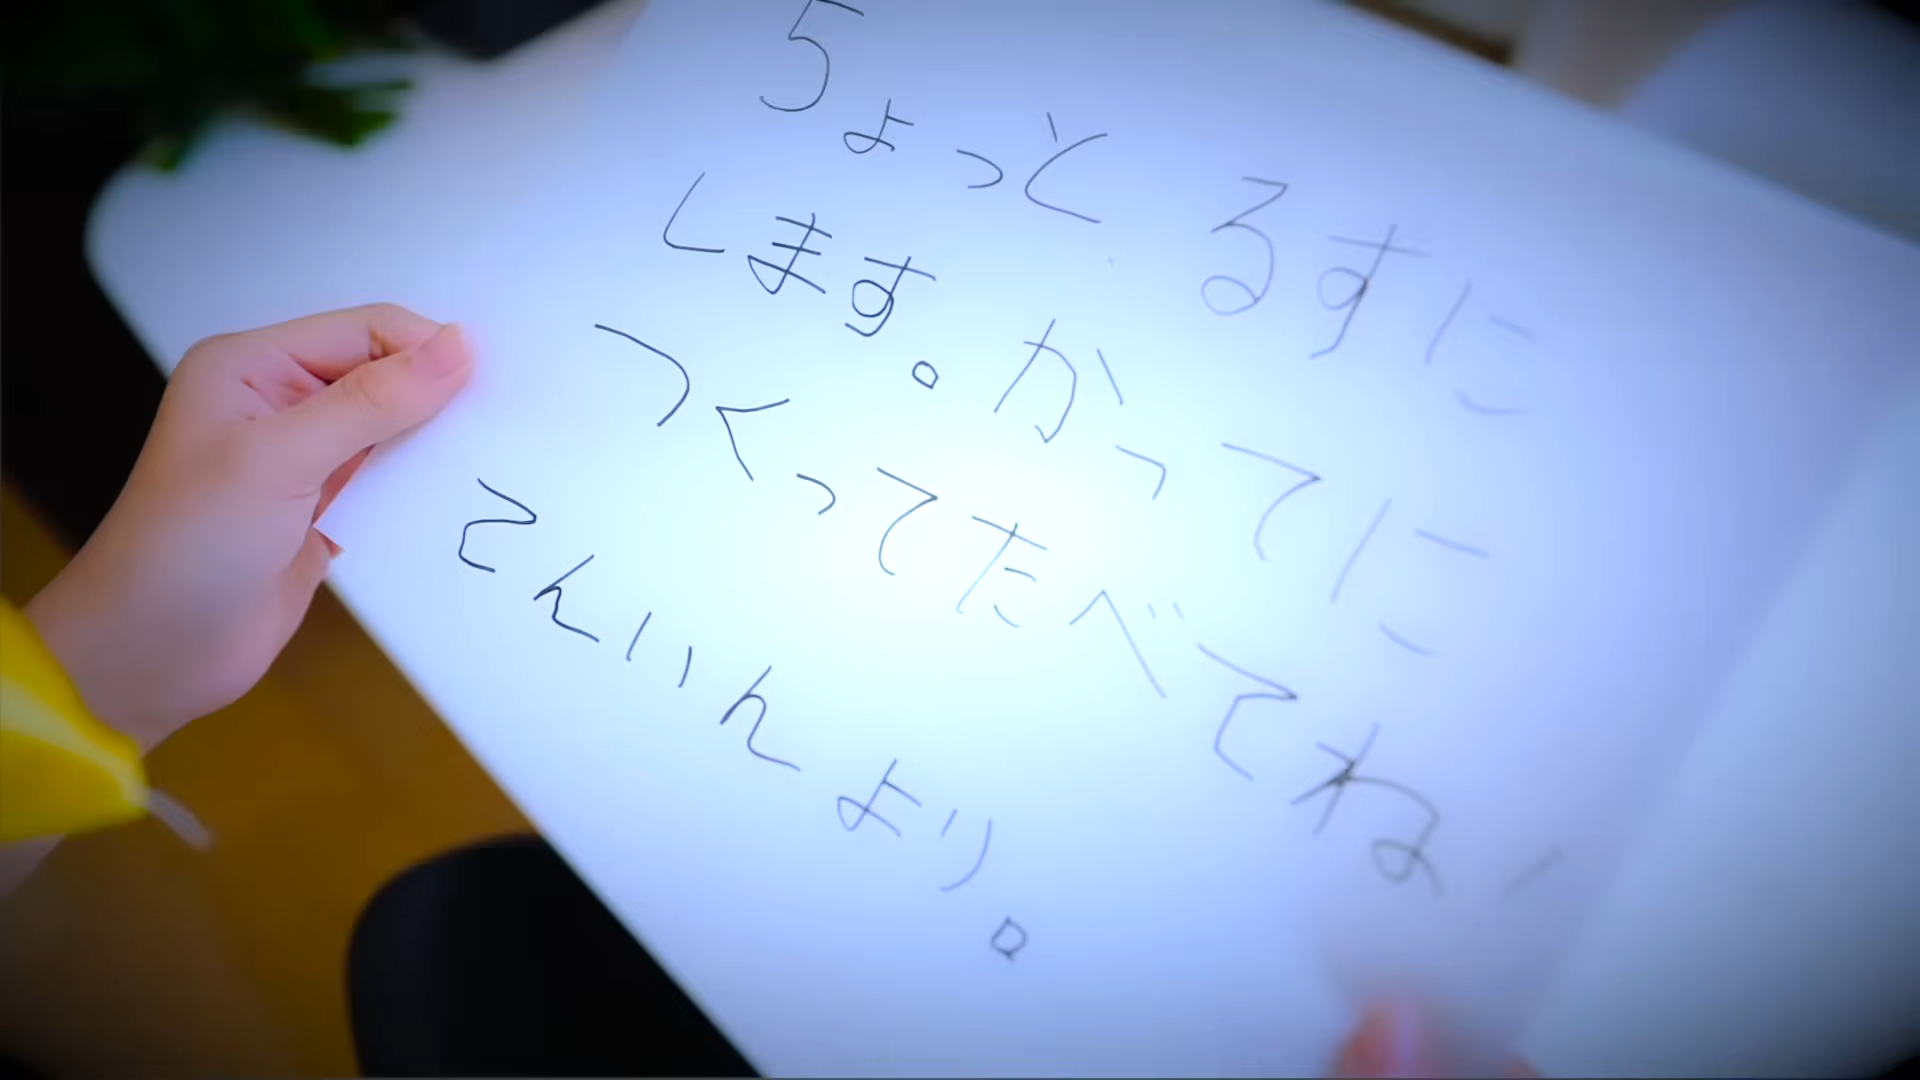 ちょっと るすに
します。かってに
つくってたべてね、
てんいんより。